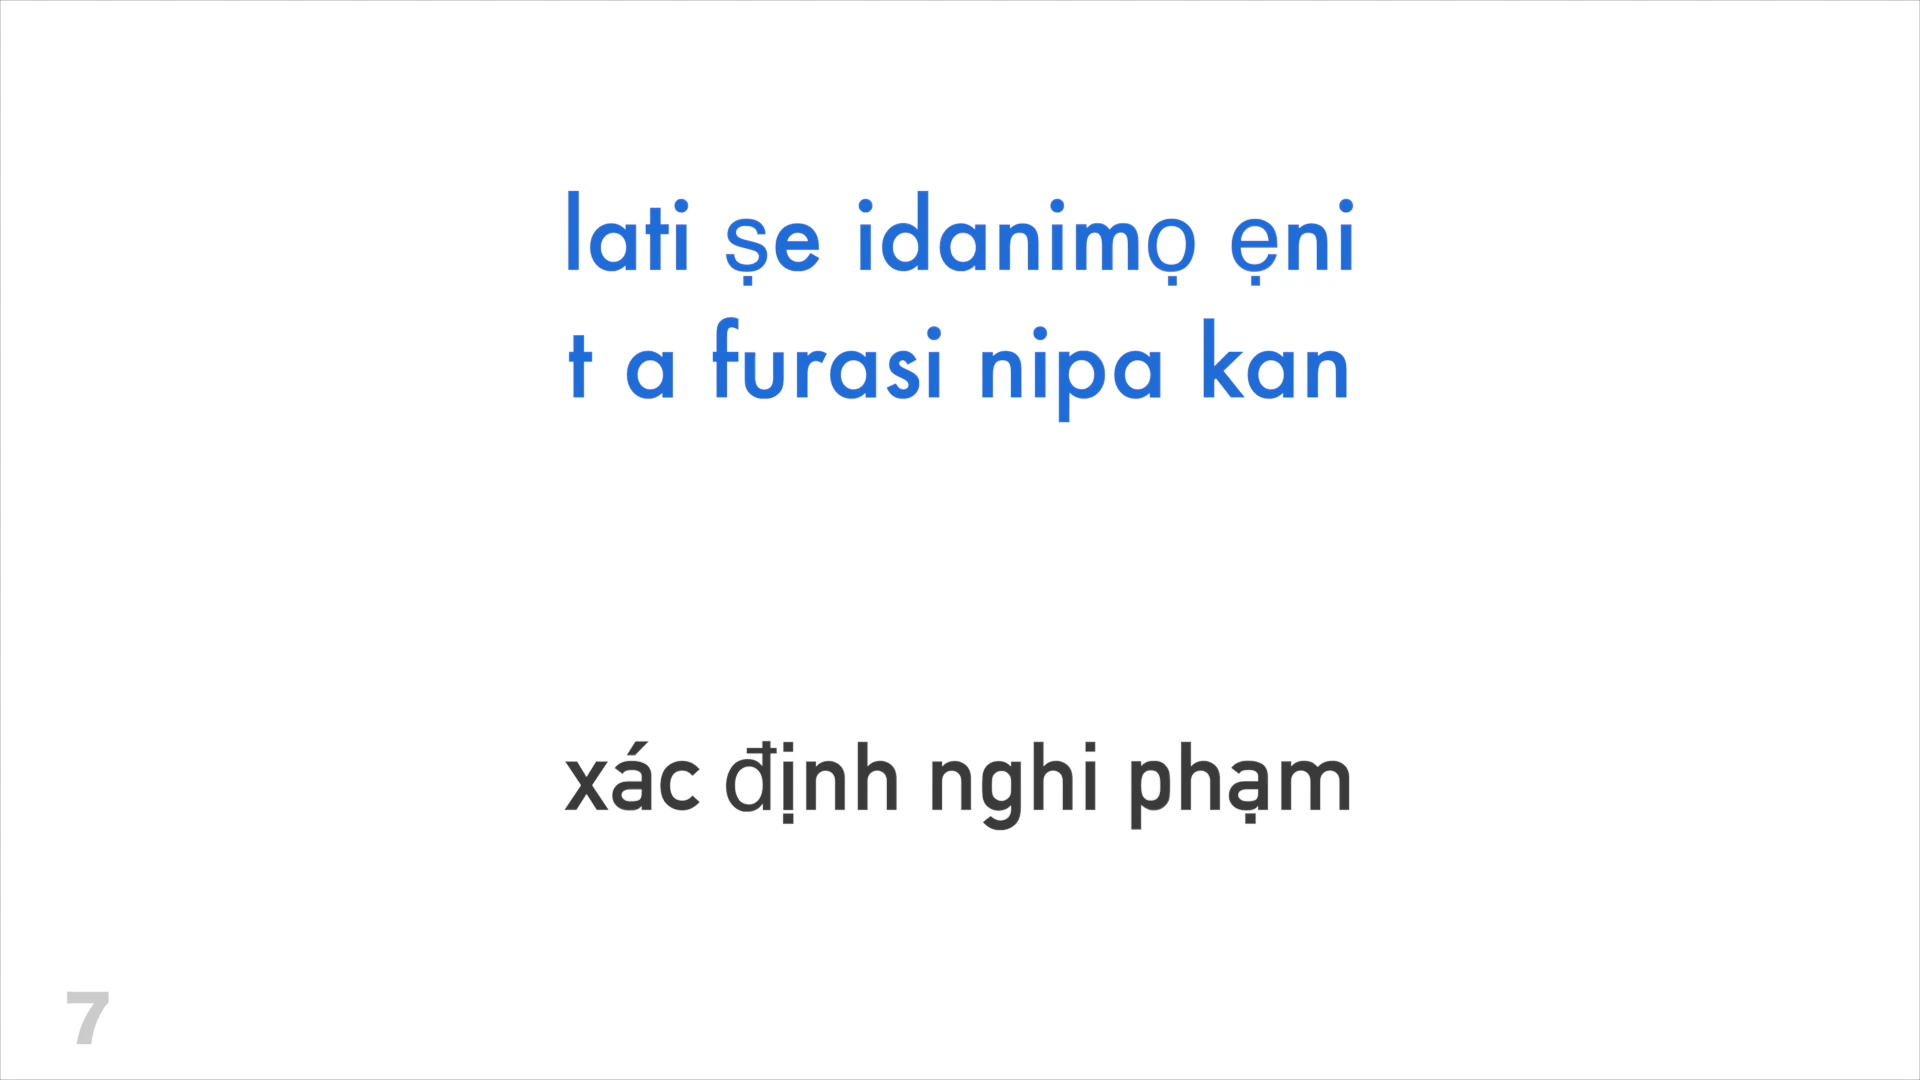 lati ṣe idanimọ ẹni
t a furasi nipa kan
xác định nghi phạm
7